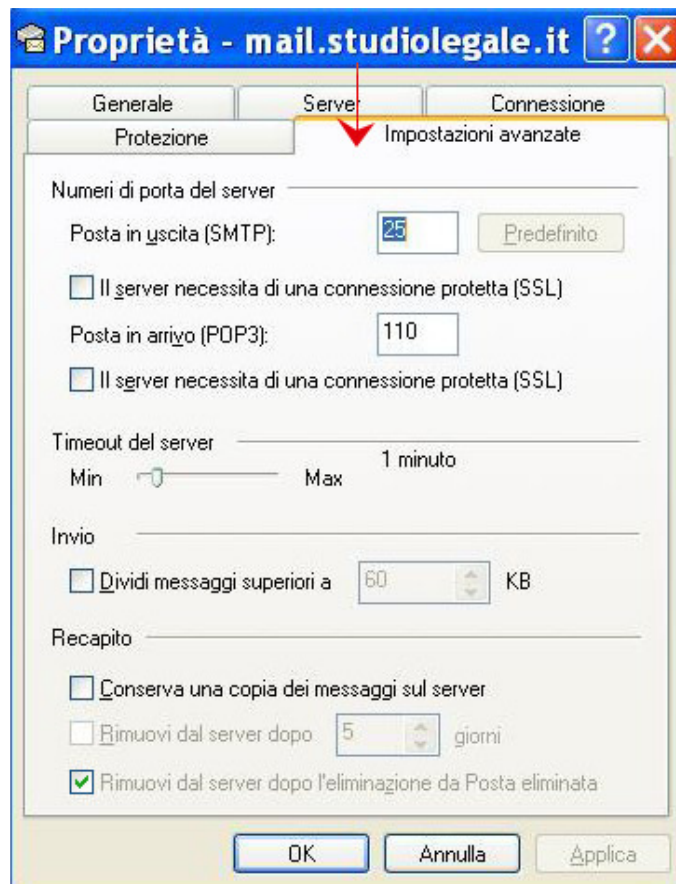 Proprietà - mail.studiolegale.it
Generale Server Connessione
Protezione Impostazioni avanzate
Numeri di porta del server
Posta in uscita (SMTP): 25 Predefinito
Il server necessita di una connessione protetta (SSL)
Posta in arrivo (POP3): 110
Il server necessita di una connessione protetta (SSL)
Timeout del server
Min Max 1 minuto
Invio
Dividi messaggi superiori a 60 KB
Recapito
Conserva una copia dei messaggi sul server
Rimuovi dal server dopo 5 giorni
Rimuovi dal server dopo l'eliminazione da Posta eliminata
OK Annulla Applica